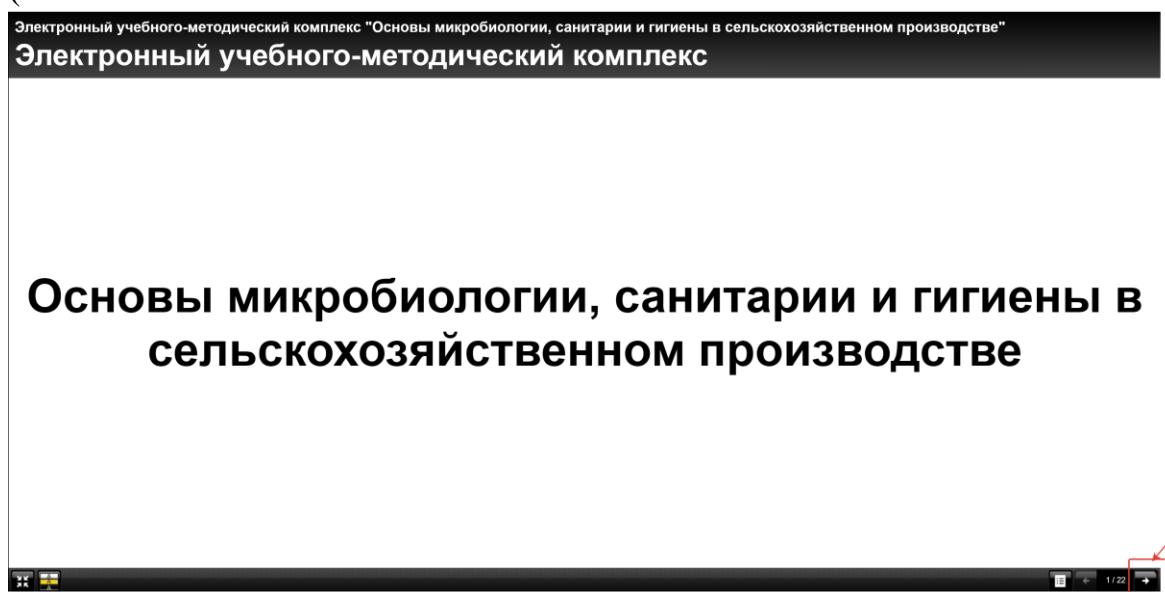 Электронный учебного-методический комплекс "Основы микробиологии, санитарии и гигиены в сельскохозяйственном производстве"
Электронный учебного-методический комплекс
Основы микробиологии, санитарии и гигиены в
сельскохозяйственном производстве
1 / 22